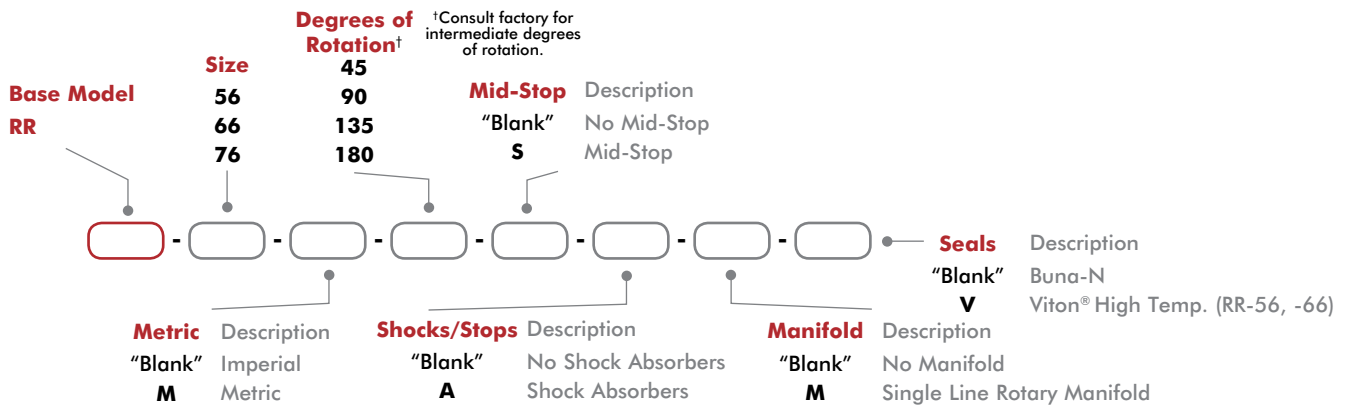 Degrees of
Rotation†
45
90
135
180
†Consult factory for
intermediate degrees
of rotation.
Size
56
66
76
Base Model
RR
Mid-Stop Description
"Blank" No Mid-Stop
S Mid-Stop
- - - - - - -
Seals Description
"Blank" Buna-N
V Viton® High Temp. (RR-56, -66)
Metric Description
"Blank" Imperial
M Metric
Shocks/Stops Description
"Blank" No Shock Absorbers
A Shock Absorbers
Manifold Description
"Blank" No Manifold
M Single Line Rotary Manifold